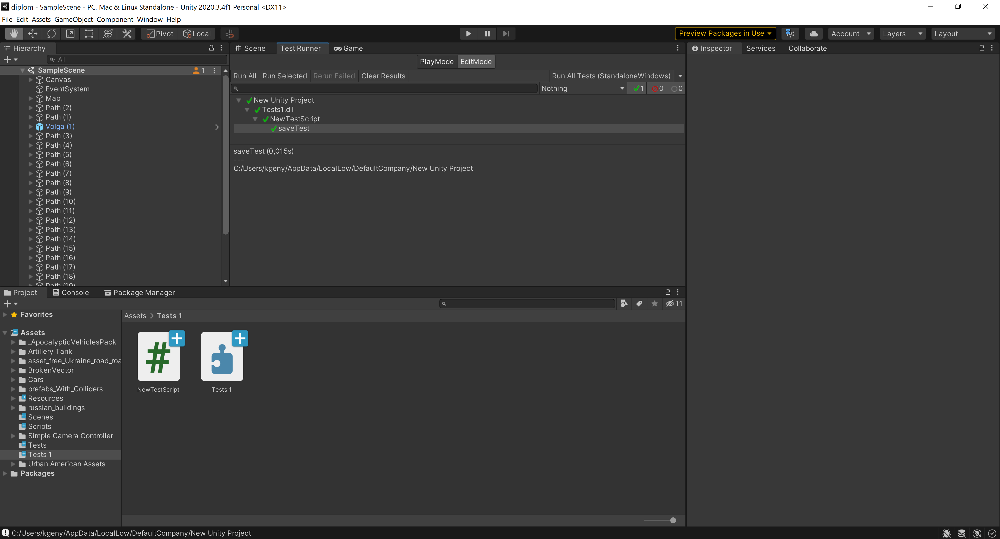 diplom - SampleScene - PC, Mac & Linux Standalone - Unity 2020.3.4f1 Personal <DX11>
File Edit Assets GameObject Component Window Help
Pivot Local
Preview Packages in Use
Account
Layers
Layout
Hierarchy
All
SampleScene 1
Canvas
EventSystem
Map
Path (2)
Path (1)
Volga (1)
Path (3)
Path (4)
Path (5)
Path (6)
Path (7)
Path (8)
Path (9)
Path (10)
Path (11)
Path (12)
Path (13)
Path (14)
Path (15)
Path (16)
Path (17)
Path (18)
Path (19)
Scene Test Runner Game
PlayMode EditMode
Run All Run Selected Rerun Failed Clear Results Run All Tests (StandaloneWindows)
Nothing 1 0 0
New Unity Project
Tests1.dll
NewTestScript
saveTest
saveTest (0,015s)
---
C:/Users/kgeny/AppData/LocalLow/DefaultCompany/New Unity Project
Inspector Services Collaborate
Project Console Package Manager
11
Favorites
Assets
_ApocalypticVehiclesPack
Artillery Tank
asset_free_Ukraine_road_roa
BrokenVector
Cars
prefabs_With_Colliders
Resources
russian_buildings
Scenes
Scripts
Simple Camera Controller
Tests
Tests 1
Urban American Assets
Packages
Assets > Tests 1
NewTestScript
Tests 1
C:/Users/kgeny/AppData/LocalLow/DefaultCompany/New Unity Project